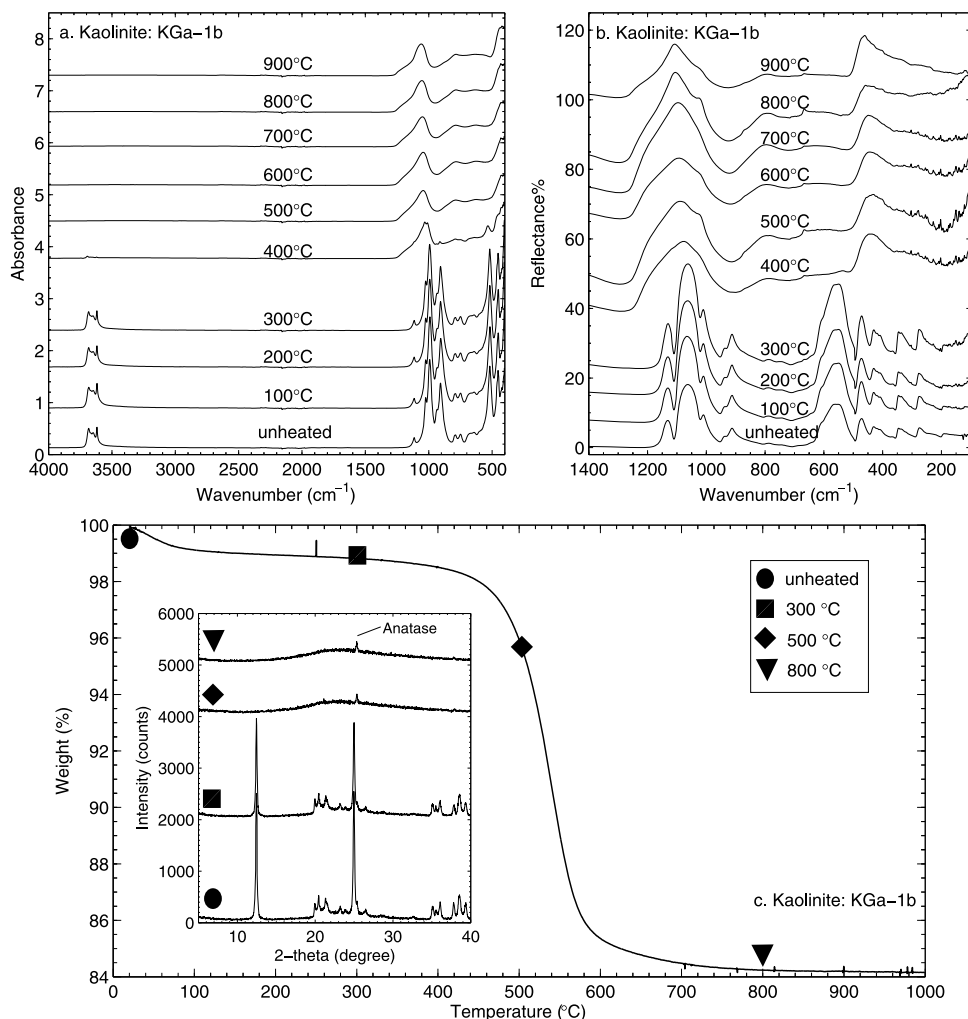 a. Kaolinite: KGa−1b
8
7
6
5
4
3
2
1
0
Absorbance
900°C
800°C
700°C
600°C
500°C
400°C
300°C
200°C
100°C
unheated
4000 3500 3000 2500 2000 1500 1000 500
Wavenumber (cm−1)
b. Kaolinite: KGa−1b
120
100
80
60
40
20
0
Reflectance%
900°C
800°C
700°C
600°C
500°C
400°C
300°C
200°C
100°C
unheated
1400 1200 1000 800 600 400 200
Wavenumber (cm−1)
100
98
96
94
92
90
88
86
84
Weight (%)
unheated
300 °C
500 °C
800 °C
6000
5000
4000
3000
2000
1000
0
Intensity (counts)
Anatase
10 20 30 40
2−theta (degree)
c. Kaolinite: KGa−1b
0 100 200 300 400 500 600 700 800 900 1000
Temperature (°C)